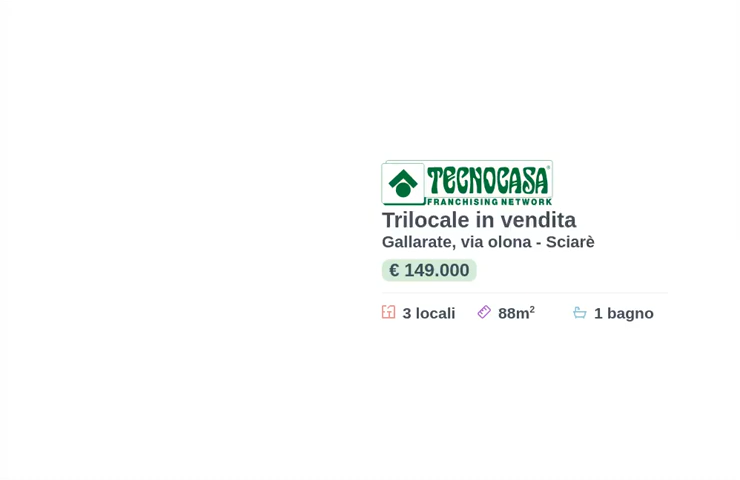 TECNOCASA
FRANCHISING NETWORK
Trilocale in vendita
Gallarate, via olona - Sciarè
€ 149.000
3 locali 88m² 1 bagno